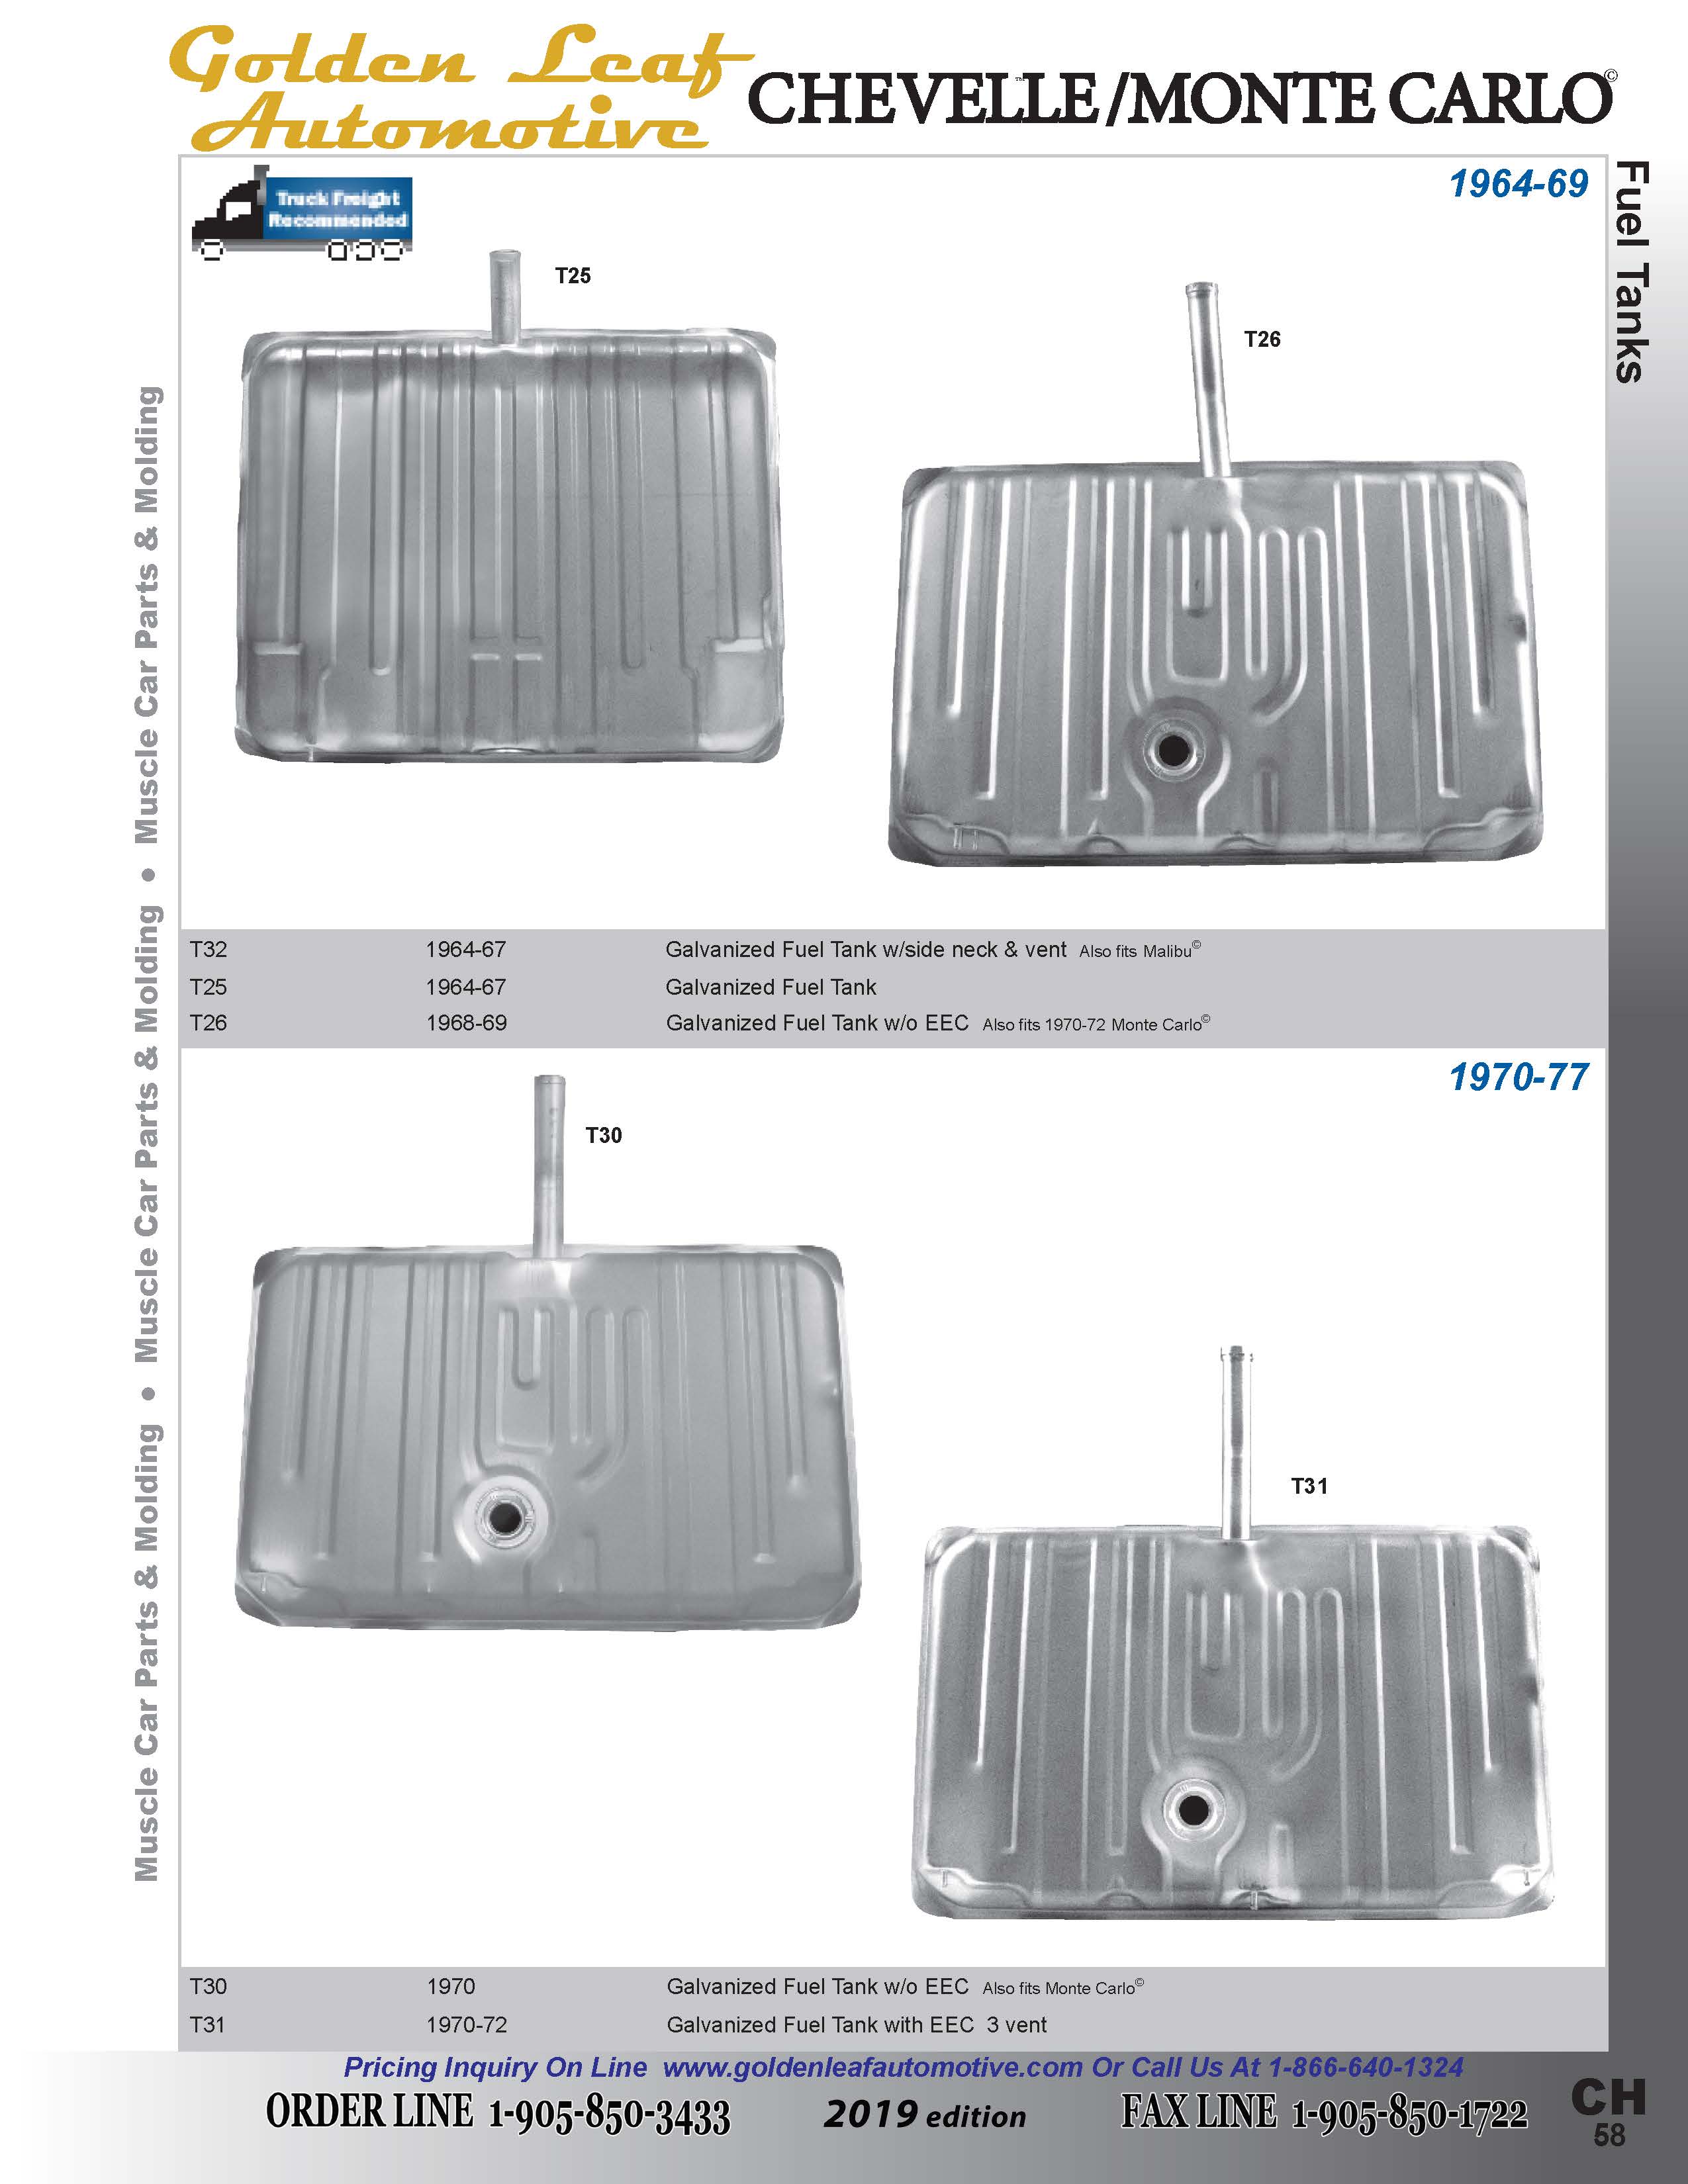 Golden Leaf
Automotive
CHEVELLE™/MONTE CARLO©
Fuel Tanks
Truck Freight
Recommended
1964-69
T25
T26
Muscle Car Parts & Molding • Muscle Car Parts & Molding • Muscle Car Parts & Molding
T32 1964-67 Galvanized Fuel Tank w/side neck & vent Also fits Malibu©
T25 1964-67 Galvanized Fuel Tank
T26 1968-69 Galvanized Fuel Tank w/o EEC Also fits 1970-72 Monte Carlo©
1970-77
T30
T31
T30 1970 Galvanized Fuel Tank w/o EEC Also fits Monte Carlo©
T31 1970-72 Galvanized Fuel Tank with EEC 3 vent
Pricing Inquiry On Line www.goldenleafautomotive.com Or Call Us At 1-866-640-1324
ORDER LINE 1-905-850-3433 2019 edition FAX LINE 1-905-850-1722
CH
58